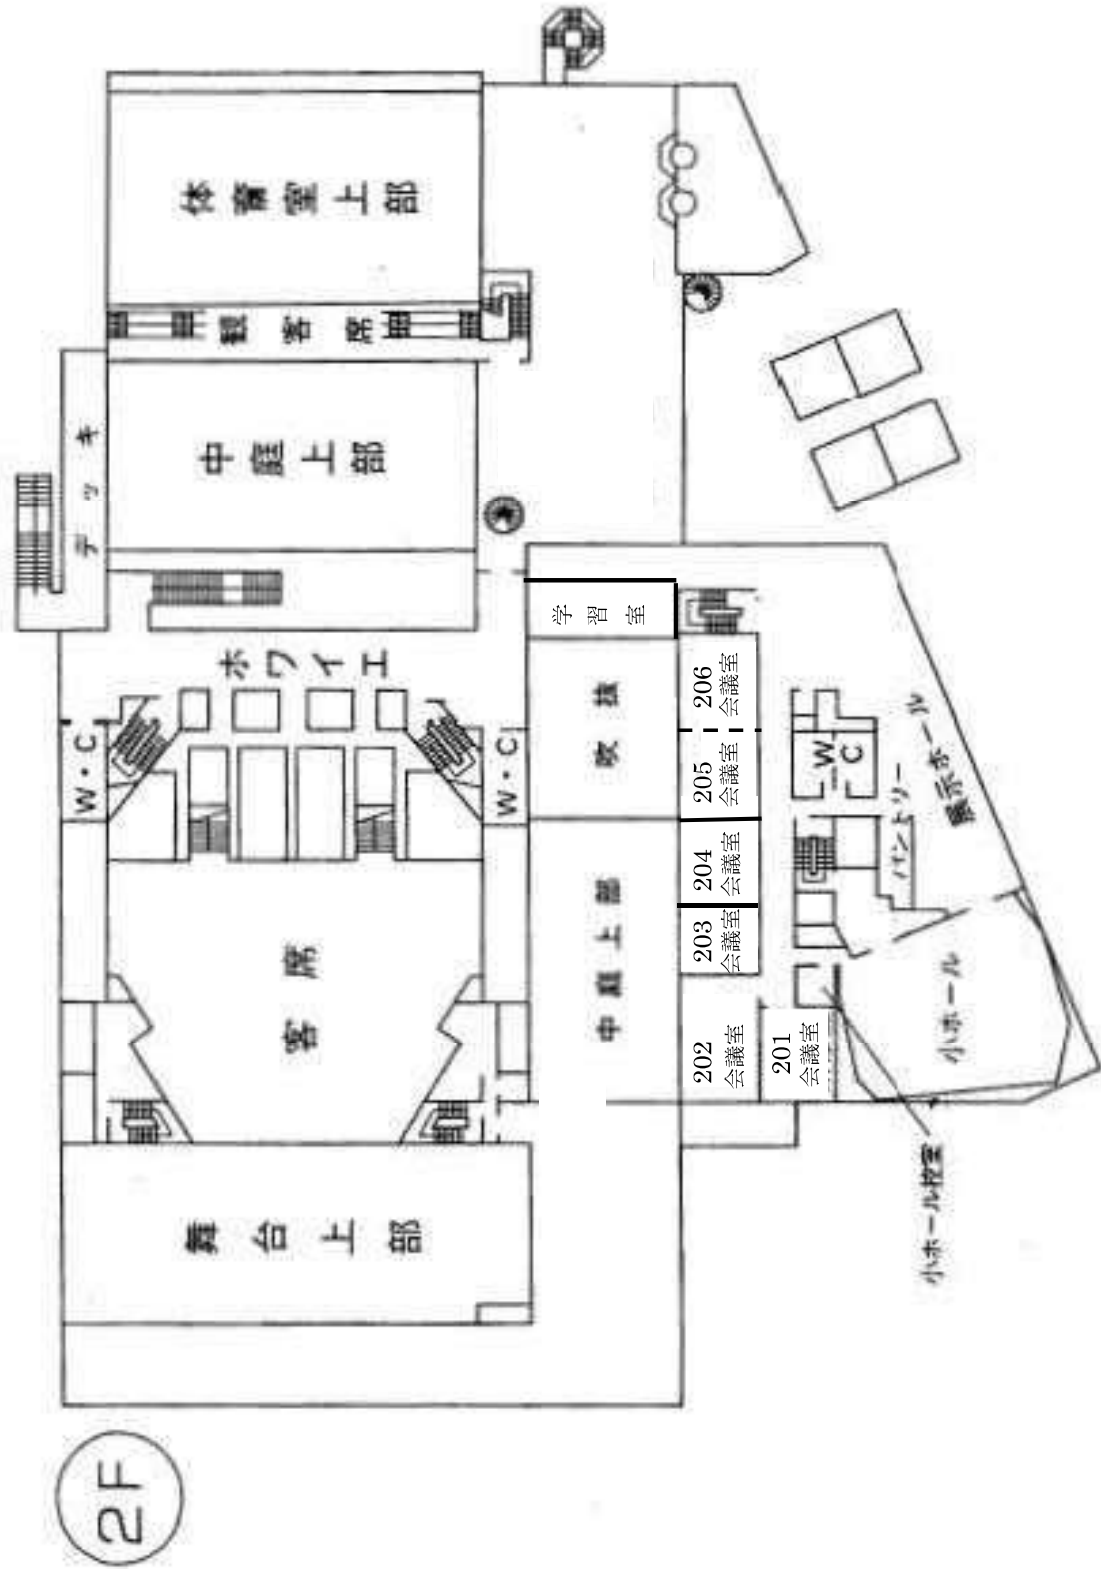 2F
体育室上部
観客席
中庭上部
デッキ
ホワイエ
W・C
W・C
客席
舞台上部
学習室
吹抜
中庭上部
206
会議室
205
会議室
204
会議室
203
会議室
202
会議室
201
会議室
W
C
パントリー
展示ホール
小ホール
小ホール控室